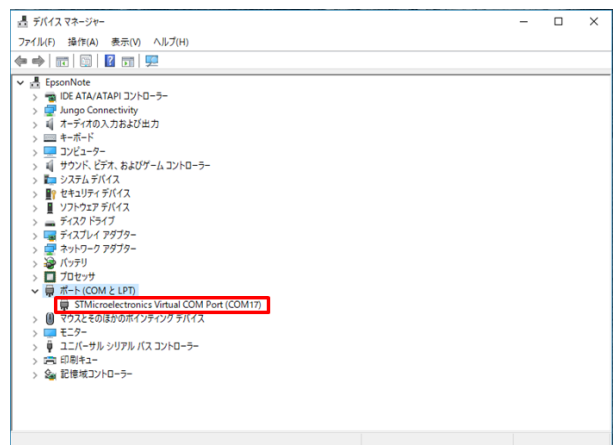 デバイス マネージャー
ファイル(F) 操作(A) 表示(V) ヘルプ(H)
EpsonNote
IDE ATA/ATAPI コントローラー
Jungo Connectivity
オーディオの入力および出力
キーボード
コンピューター
サウンド、ビデオ、およびゲーム コントローラー
システム デバイス
セキュリティ デバイス
ソフトウェア デバイス
ディスク ドライブ
ディスプレイ アダプター
ネットワーク アダプター
バッテリ
プロセッサ
ポート (COM と LPT)
STMicroelectronics Virtual COM Port (COM17)
マウスとそのほかのポインティング デバイス
モニター
ユニバーサル シリアル バス コントローラー
印刷キュー
記憶域コントローラー